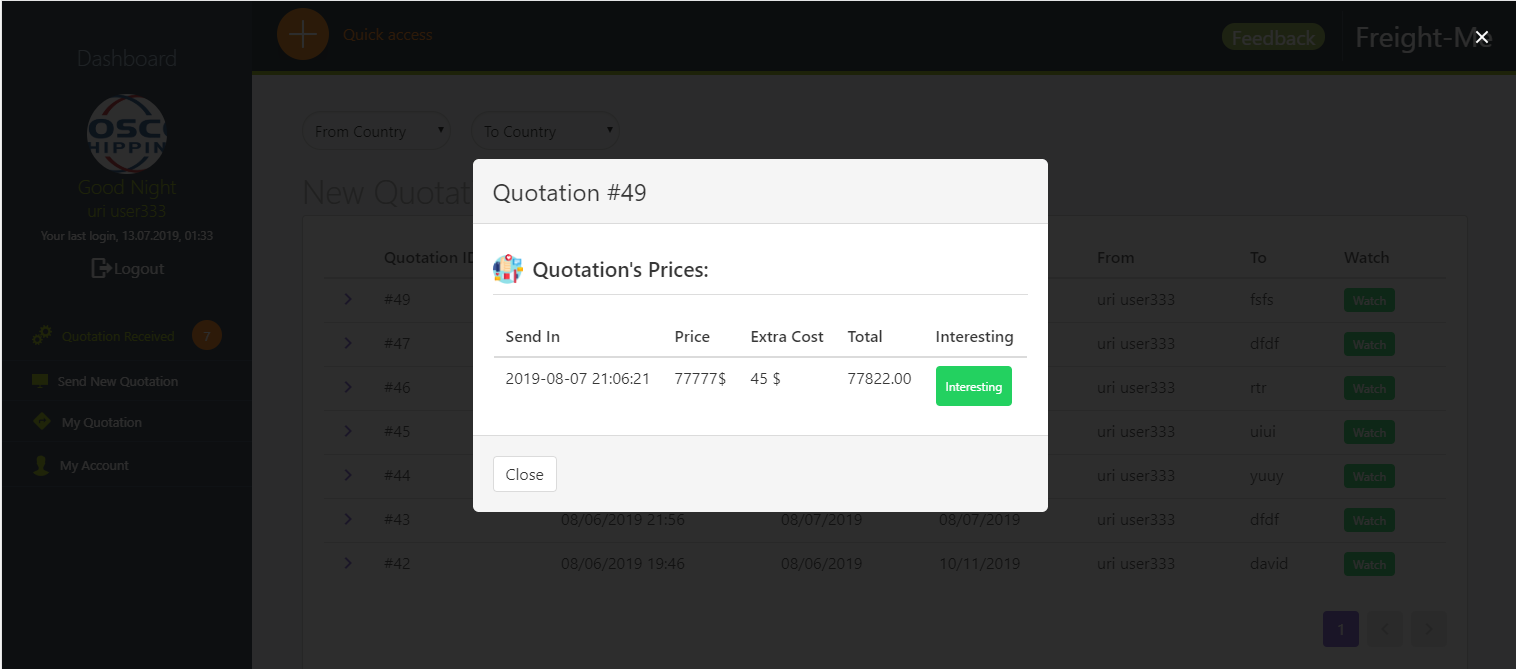 Dashboard
OSC
HIPPIN
Good Night
uri user333
Your last login, 13.07.2019, 01:33
Logout
Quotation Received 7
Send New Quotation
My Quotation
My Account
Quick access
Feedback
Freight-Me
From Country
To Country
New Quotat
Quotation ID From To Watch
#49 uri user333 fsfs Watch
#47 uri user333 dfdf Watch
#46 uri user333 rtr Watch
#45 uri user333 uiui Watch
#44 uri user333 yuuy Watch
#43 08/06/2019 21:56 08/07/2019 08/07/2019 uri user333 dfdf Watch
#42 08/06/2019 19:46 08/06/2019 10/11/2019 uri user333 david Watch
1
Quotation #49
Quotation's Prices:
Send In Price Extra Cost Total Interesting
2019-08-07 21:06:21 77777$ 45 $ 77822.00 Interesting
Close